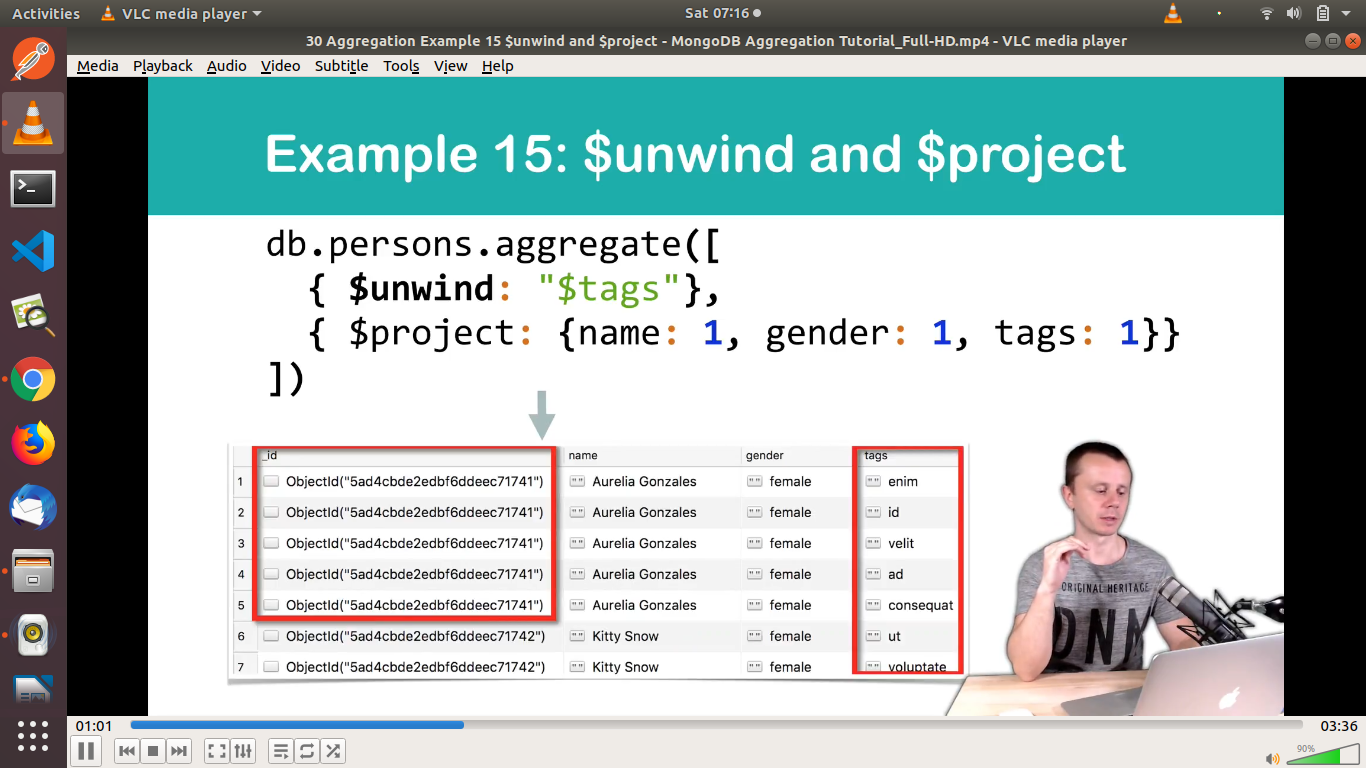 Activities VLC media player Sat 07:16
30 Aggregation Example 15 $unwind and $project - MongoDB Aggregation Tutorial_Full-HD.mp4 - VLC media player
Media Playback Audio Video Subtitle Tools View Help
Example 15: $unwind and $project
db.persons.aggregate([
{ $unwind: "$tags"},
{ $project: {name: 1, gender: 1, tags: 1}}
])
_id name gender tags
1 ObjectId("5ad4cbde2edbf6ddeec71741") "" Aurelia Gonzales "" female "" enim
2 ObjectId("5ad4cbde2edbf6ddeec71741") "" Aurelia Gonzales "" female "" id
3 ObjectId("5ad4cbde2edbf6ddeec71741") "" Aurelia Gonzales "" female "" velit
4 ObjectId("5ad4cbde2edbf6ddeec71741") "" Aurelia Gonzales "" female "" ad
5 ObjectId("5ad4cbde2edbf6ddeec71741") "" Aurelia Gonzales "" female "" consequat
6 ObjectId("5ad4cbde2edbf6ddeec71742") "" Kitty Snow "" female "" ut
7 ObjectId("5ad4cbde2edbf6ddeec71742") "" Kitty Snow "" female "" voluptate
ORIGINAL HERITAGE
DNM
01:01 03:36
90%